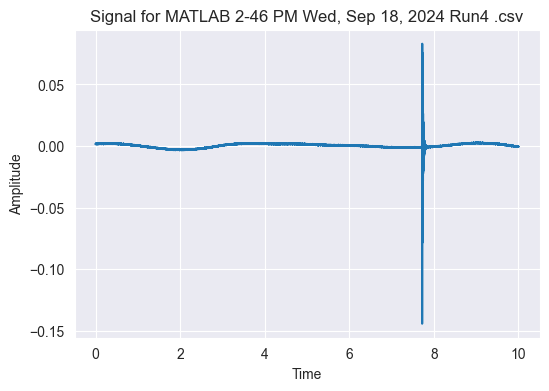 Signal for MATLAB 2-46 PM Wed, Sep 18, 2024 Run4 .csv
Amplitude
0.05
0.00
−0.05
−0.10
−0.15
0 2 4 6 8 10
Time